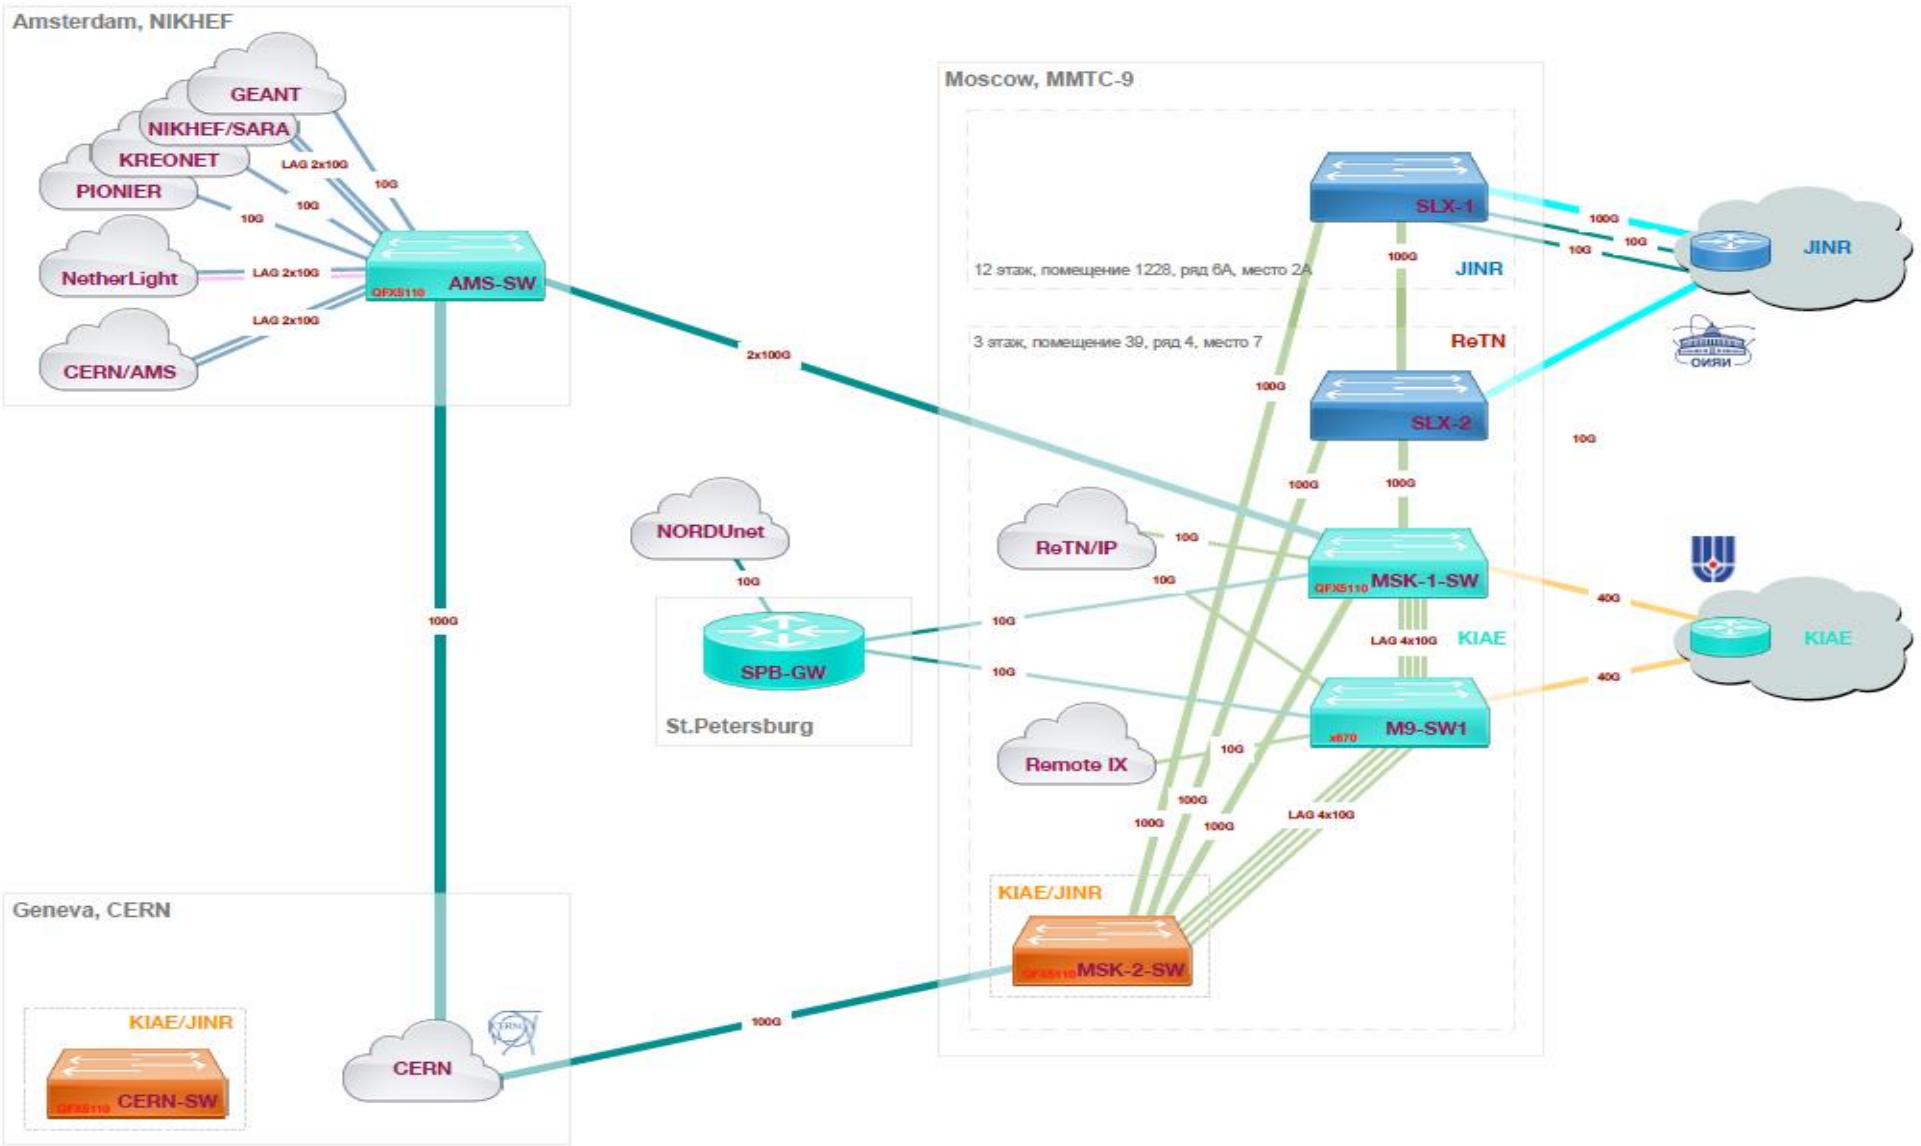 Amsterdam, NIKHEF
GEANT
NIKHEF/SARA
KREONET
PIONIER
NetherLight
CERN/AMS
LAG 2x10G
10G
10G
10G
LAG 2x10G
LAG 2x10G
QFX5110
AMS-SW
2x100G
100G
Geneva, CERN
KIAE/JINR
QFX5110
CERN-SW
CERN
CERN
100G
NORDUnet
10G
SPB-GW
St.Petersburg
10G
10G
Moscow, MMTC-9
SLX-1
100G
12 этаж, помещение 1228, ряд 6А, место 2А
JINR
3 этаж, помещение 39, ряд 4, место 7
ReTN
100G
SLX-2
100G
100G
ReTN/IP
10G
10G
QFX5110
MSK-1-SW
LAG 4x10G
KIAE
M9-SW1
x670
Remote IX
10G
100G
100G
100G
LAG 4x10G
KIAE/JINR
QFX5110
MSK-2-SW
100G
10G
10G
JINR
ОИЯИ
10G
40G
40G
KIAE